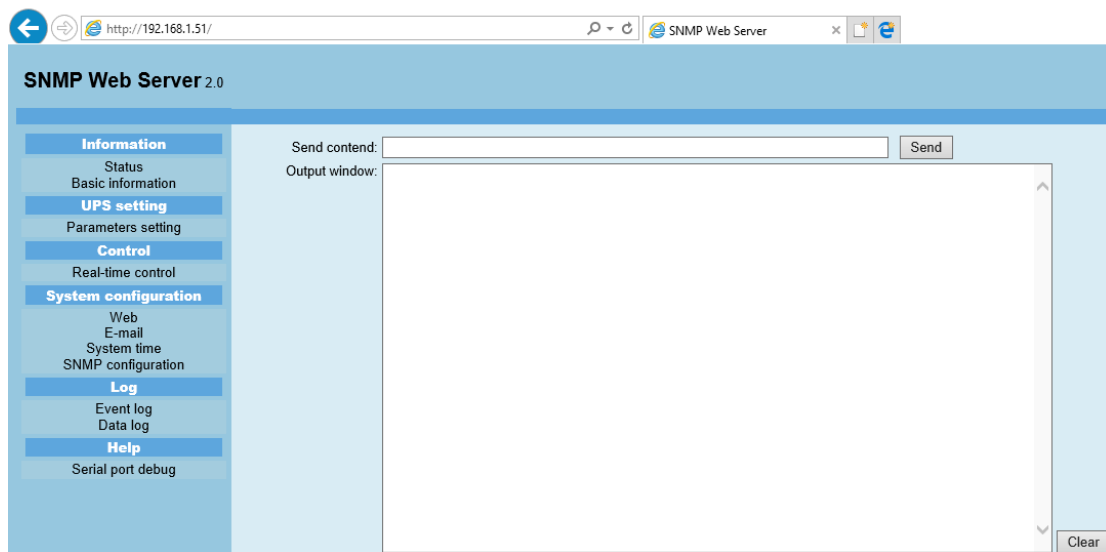 http://192.168.1.51/
SNMP Web Server
SNMP Web Server 2.0
Information
Status
Basic information
UPS setting
Parameters setting
Control
Real-time control
System configuration
Web
E-mail
System time
SNMP configuration
Log
Event log
Data log
Help
Serial port debug
Send contend:
Send
Output window:
Clear